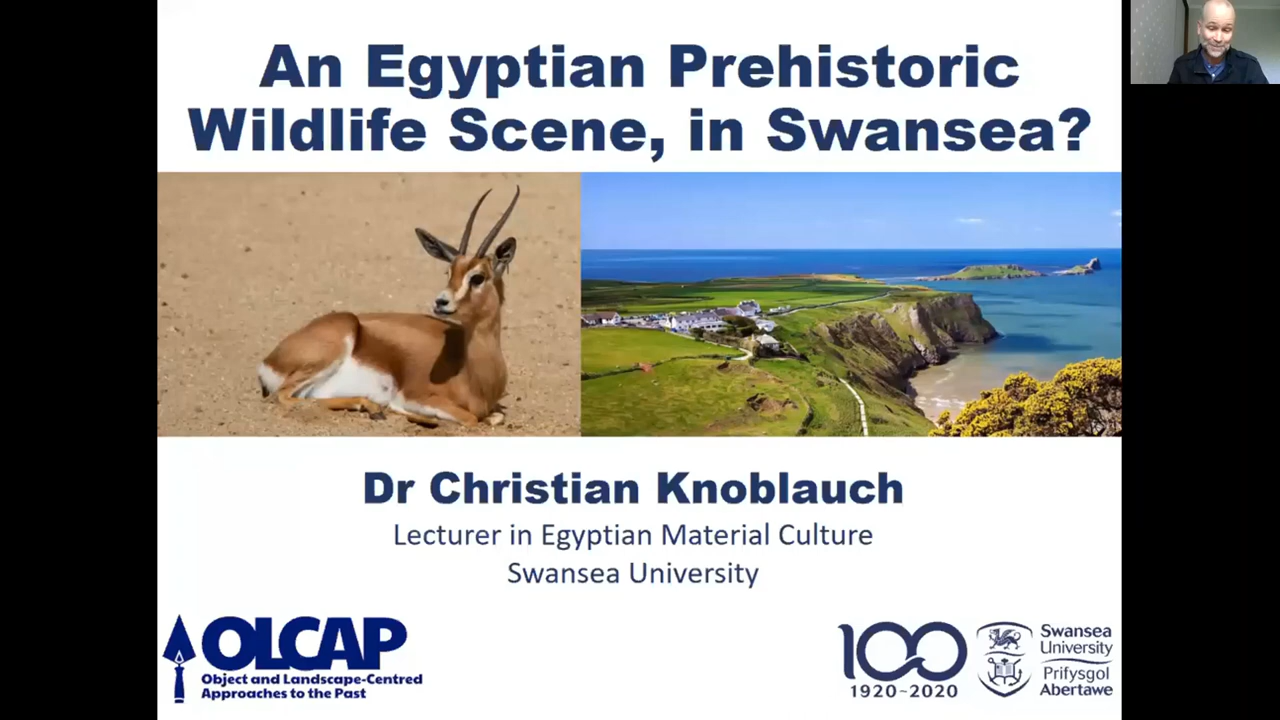 An Egyptian Prehistoric
Wildlife Scene, in Swansea?
Dr Christian Knoblauch
Lecturer in Egyptian Material Culture
Swansea University
OLCAP
Object and Landscape-Centred
Approaches to the Past
100
1920~2020
Swansea
University
Prifysgol
Abertawe